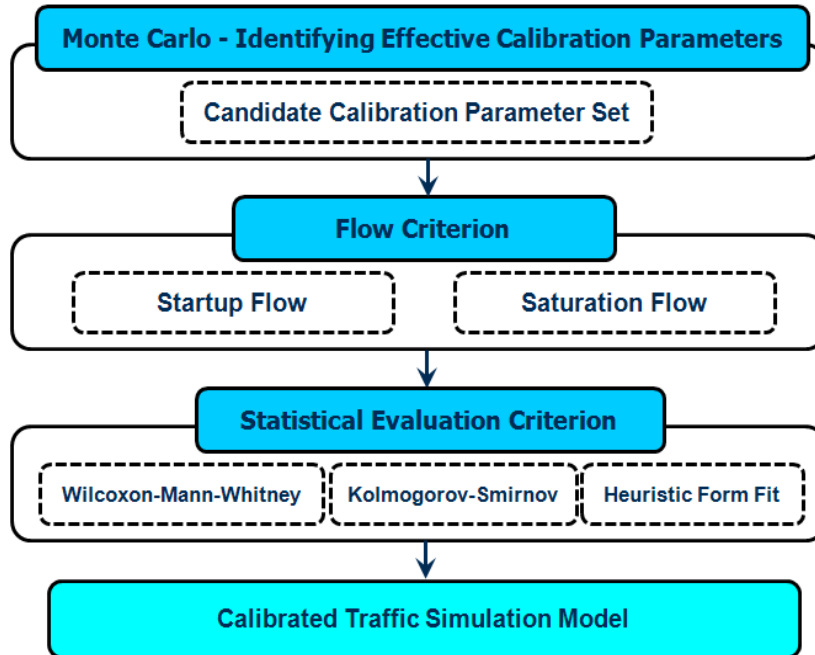 Monte Carlo - Identifying Effective Calibration Parameters
Candidate Calibration Parameter Set
Flow Criterion
Startup Flow
Saturation Flow
Statistical Evaluation Criterion
Wilcoxon-Mann-Whitney
Kolmogorov-Smirnov
Heuristic Form Fit
Calibrated Traffic Simulation Model